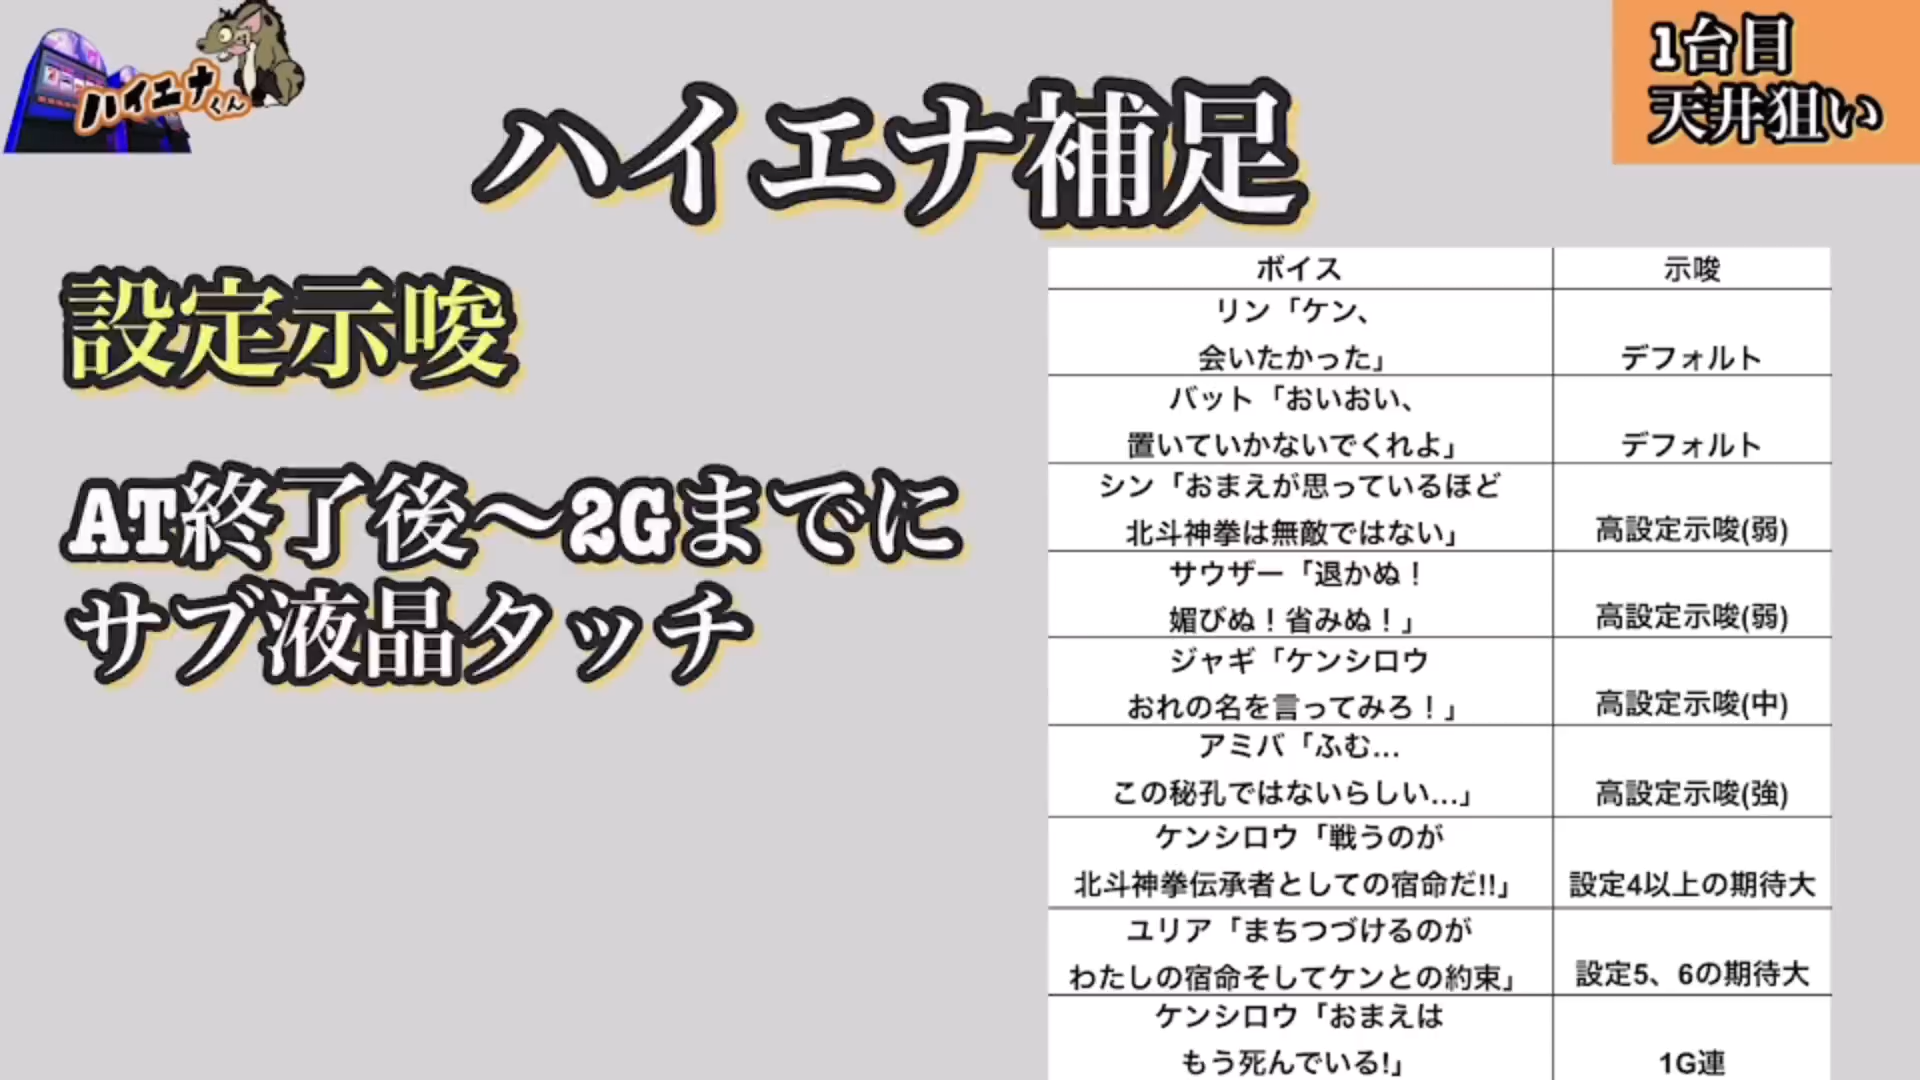 ハイエナくん
1台目
天井狙い
ハイエナ補足
設定示唆
AT終了後〜2Gまでに
サブ液晶タッチ
ボイス 示唆
リン「ケン、
会いたかった」 デフォルト
バット「おいおい、
置いていかないでくれよ」 デフォルト
シン「おまえが思っているほど
北斗神拳は無敵ではない」 高設定示唆(弱)
サウザー「退かぬ！
媚びぬ！省みぬ！」 高設定示唆(弱)
ジャギ「ケンシロウ
おれの名を言ってみろ！」 高設定示唆(中)
アミバ「ふむ…
この秘孔ではないらしい…」 高設定示唆(強)
ケンシロウ「戦うのが
北斗神拳伝承者としての宿命だ!!」 設定4以上の期待大
ユリア「まちつづけるのが
わたしの宿命そしてケンとの約束」 設定5、6の期待大
ケンシロウ「おまえは
もう死んでいる!」 1G連